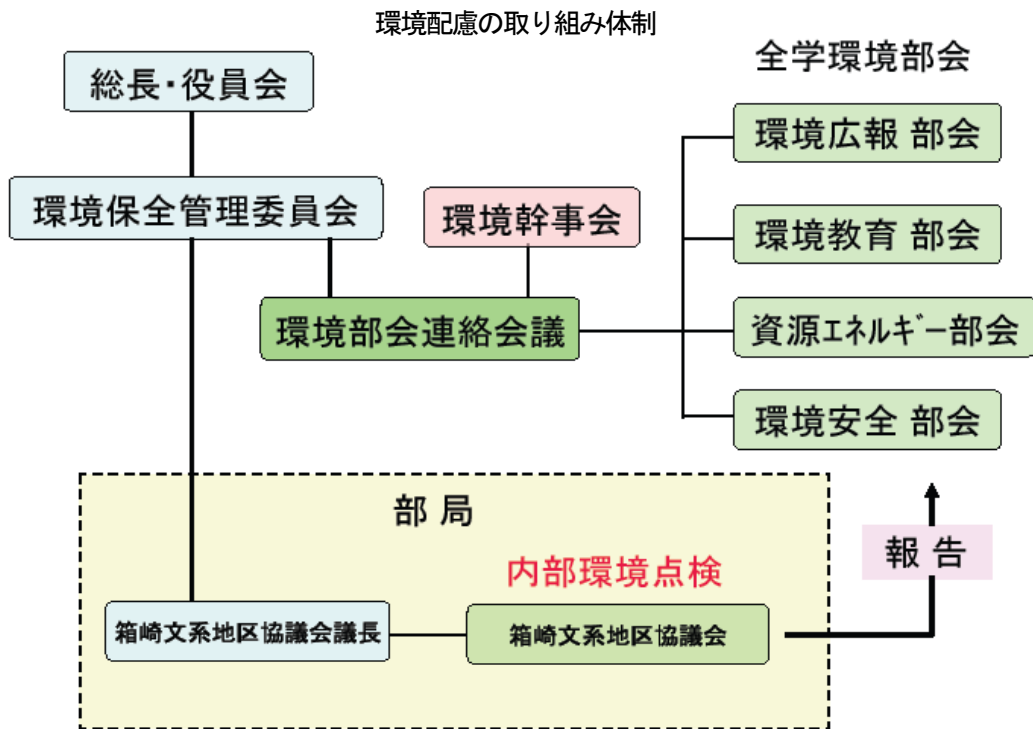 環境配慮の取り組み体制
全学環境部会
総長・役員会
環境広報 部会
環境保全管理委員会
環境幹事会
環境教育 部会
環境部会連絡会議
資源エネルギー部会
環境安全 部会
部 局
報 告
内部環境点検
箱崎文系地区協議会議長
箱崎文系地区協議会